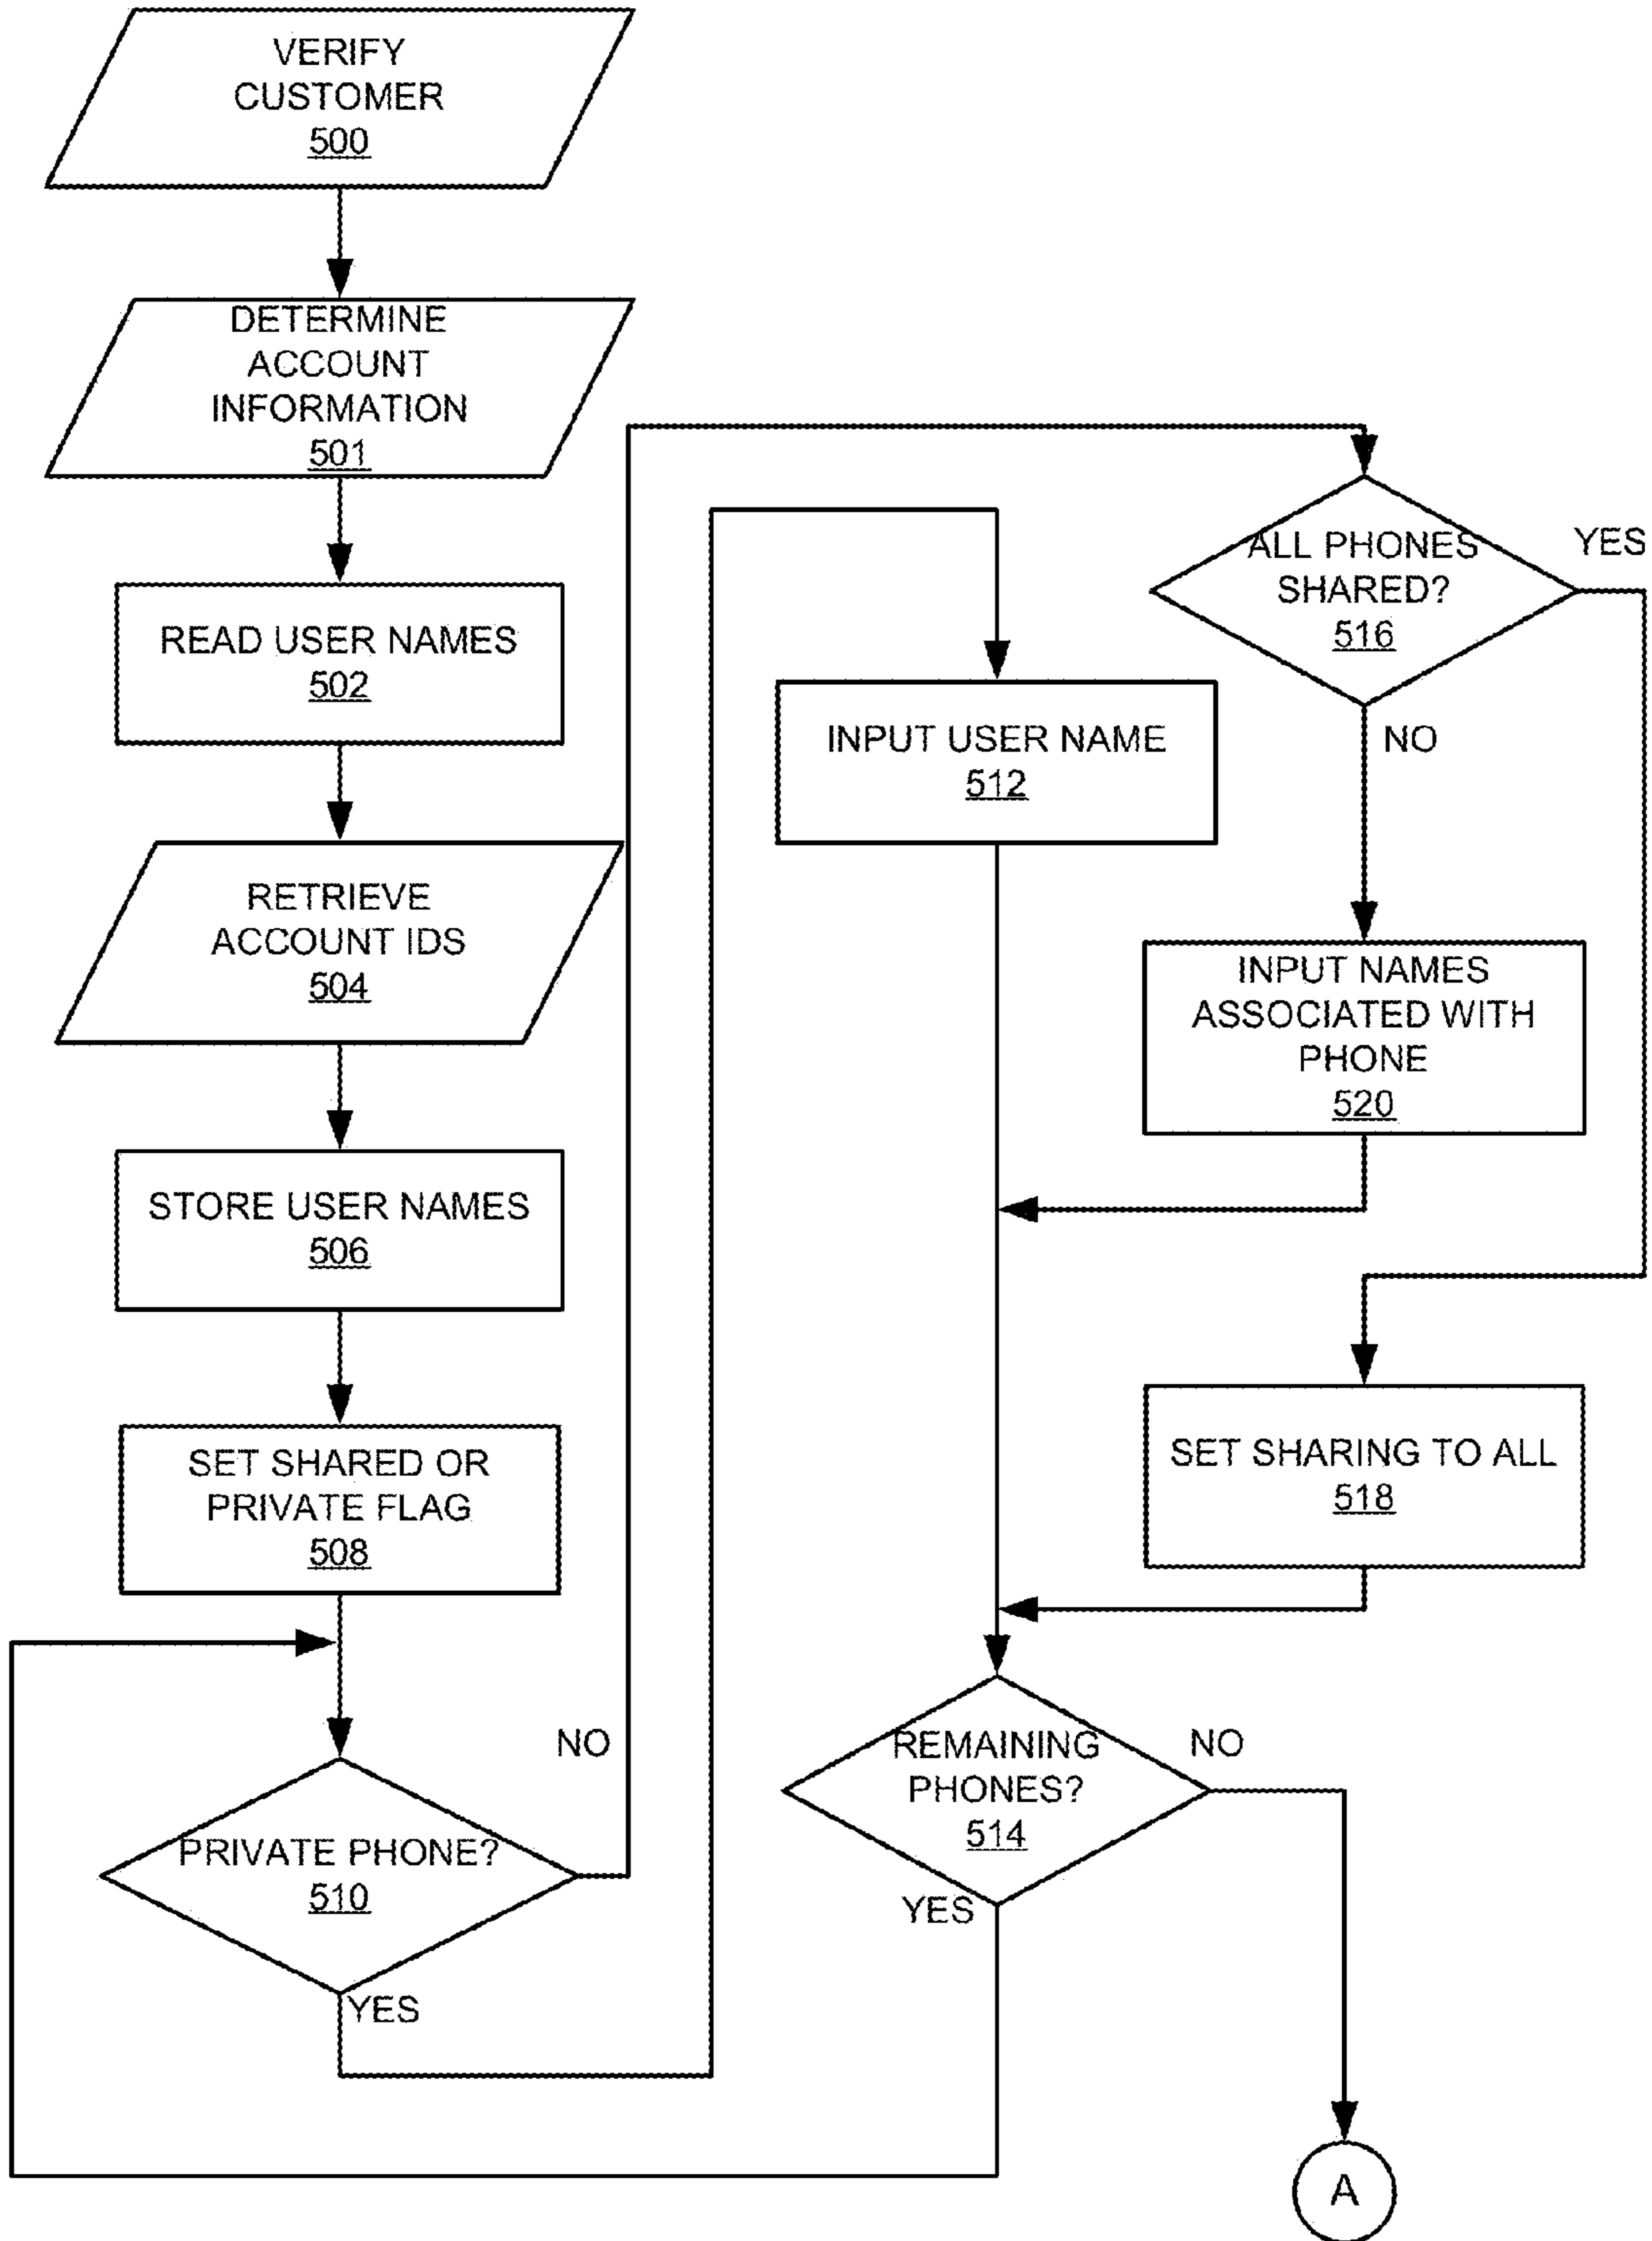 VERIFY
CUSTOMER
500
DETERMINE
ACCOUNT
INFORMATION
501
READ USER NAMES
502
RETRIEVE
ACCOUNT IDS
504
STORE USER NAMES
506
SET SHARED OR
PRIVATE FLAG
508
NO
PRIVATE PHONE?
510
YES
INPUT USER NAME
512
ALL PHONES
SHARED?
516
YES
NO
INPUT NAMES
ASSOCIATED WITH
PHONE
520
SET SHARING TO ALL
518
REMAINING
PHONES?
514
NO
YES
A